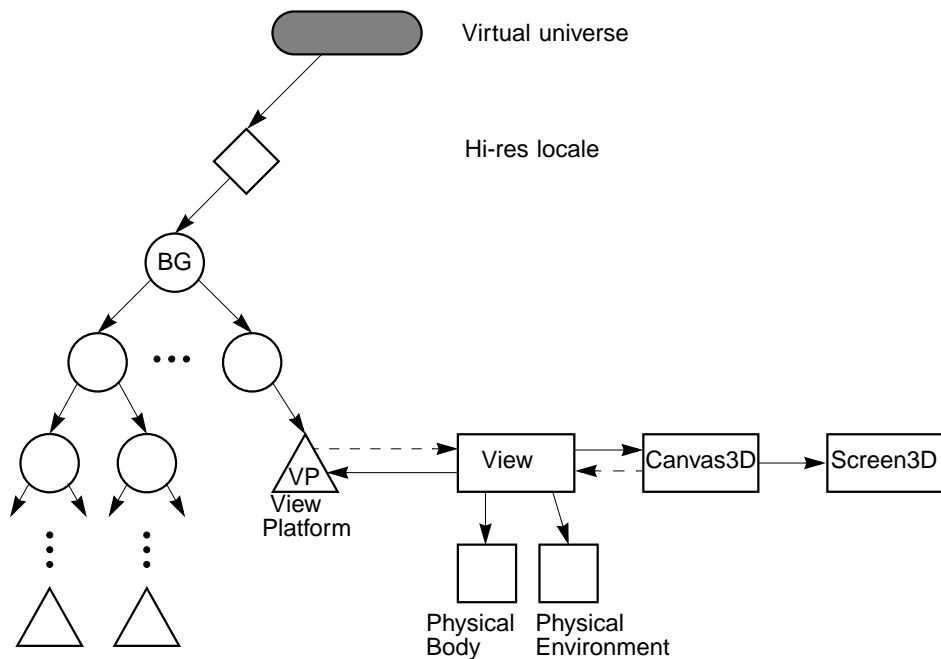 Virtual universe
Hi-res locale
BG
VP
View
Platform
View
Canvas3D
Screen3D
Physical
Body
Physical
Environment